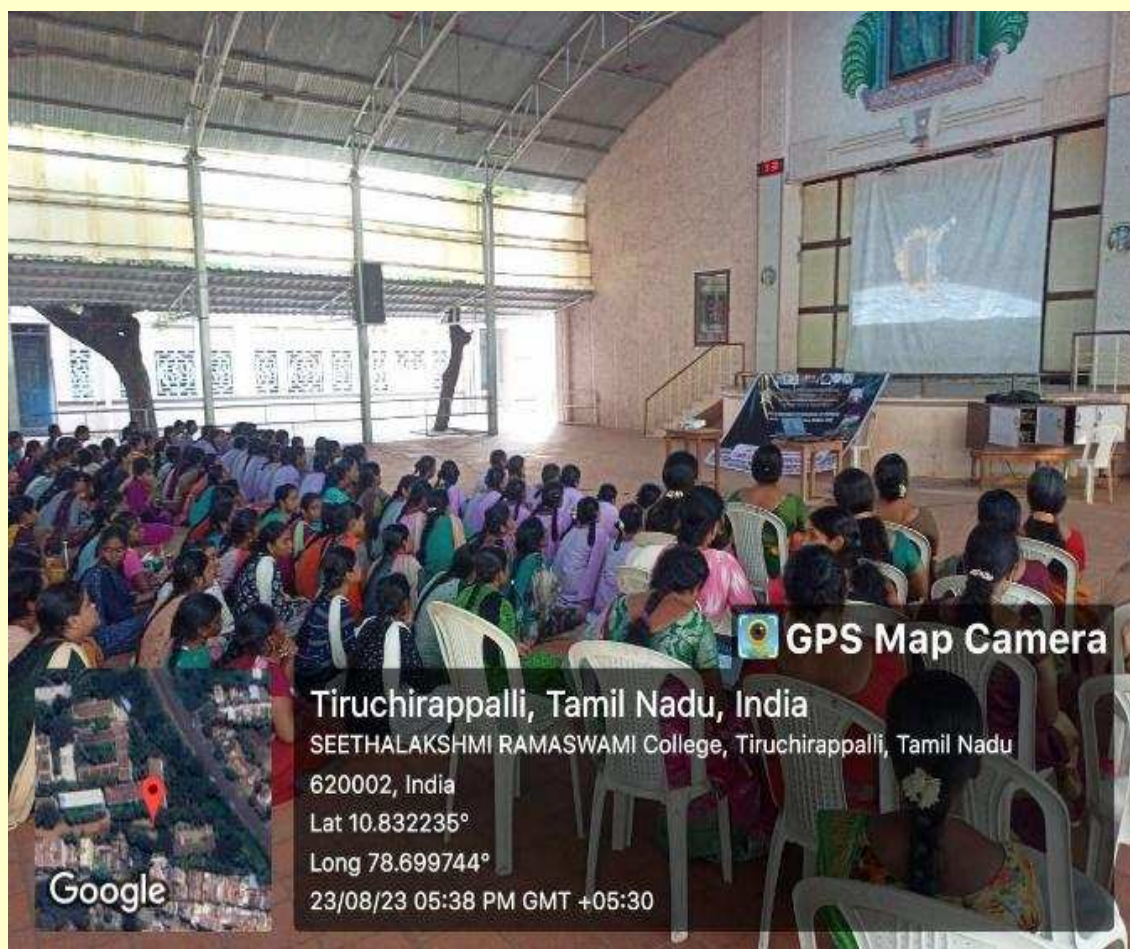 GPS Map Camera
Tiruchirappalli, Tamil Nadu, India
SEETHALAKSHMI RAMASWAMI College, Tiruchirappalli, Tamil Nadu
620002, India
Lat 10.832235°
Long 78.699744°
23/08/23 05:38 PM GMT +05:30
Google